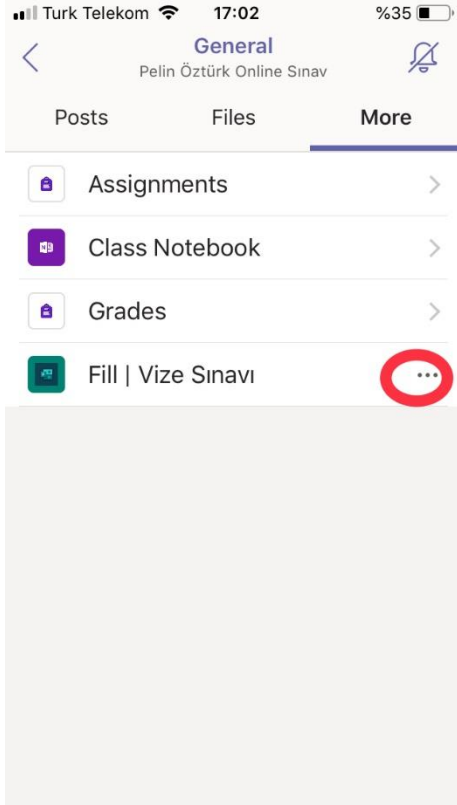 Turk Telekom 17:02 %35
General
Pelin Öztürk Online Sınav
Posts Files More
Assignments
Class Notebook
Grades
Fill | Vize Sınavı